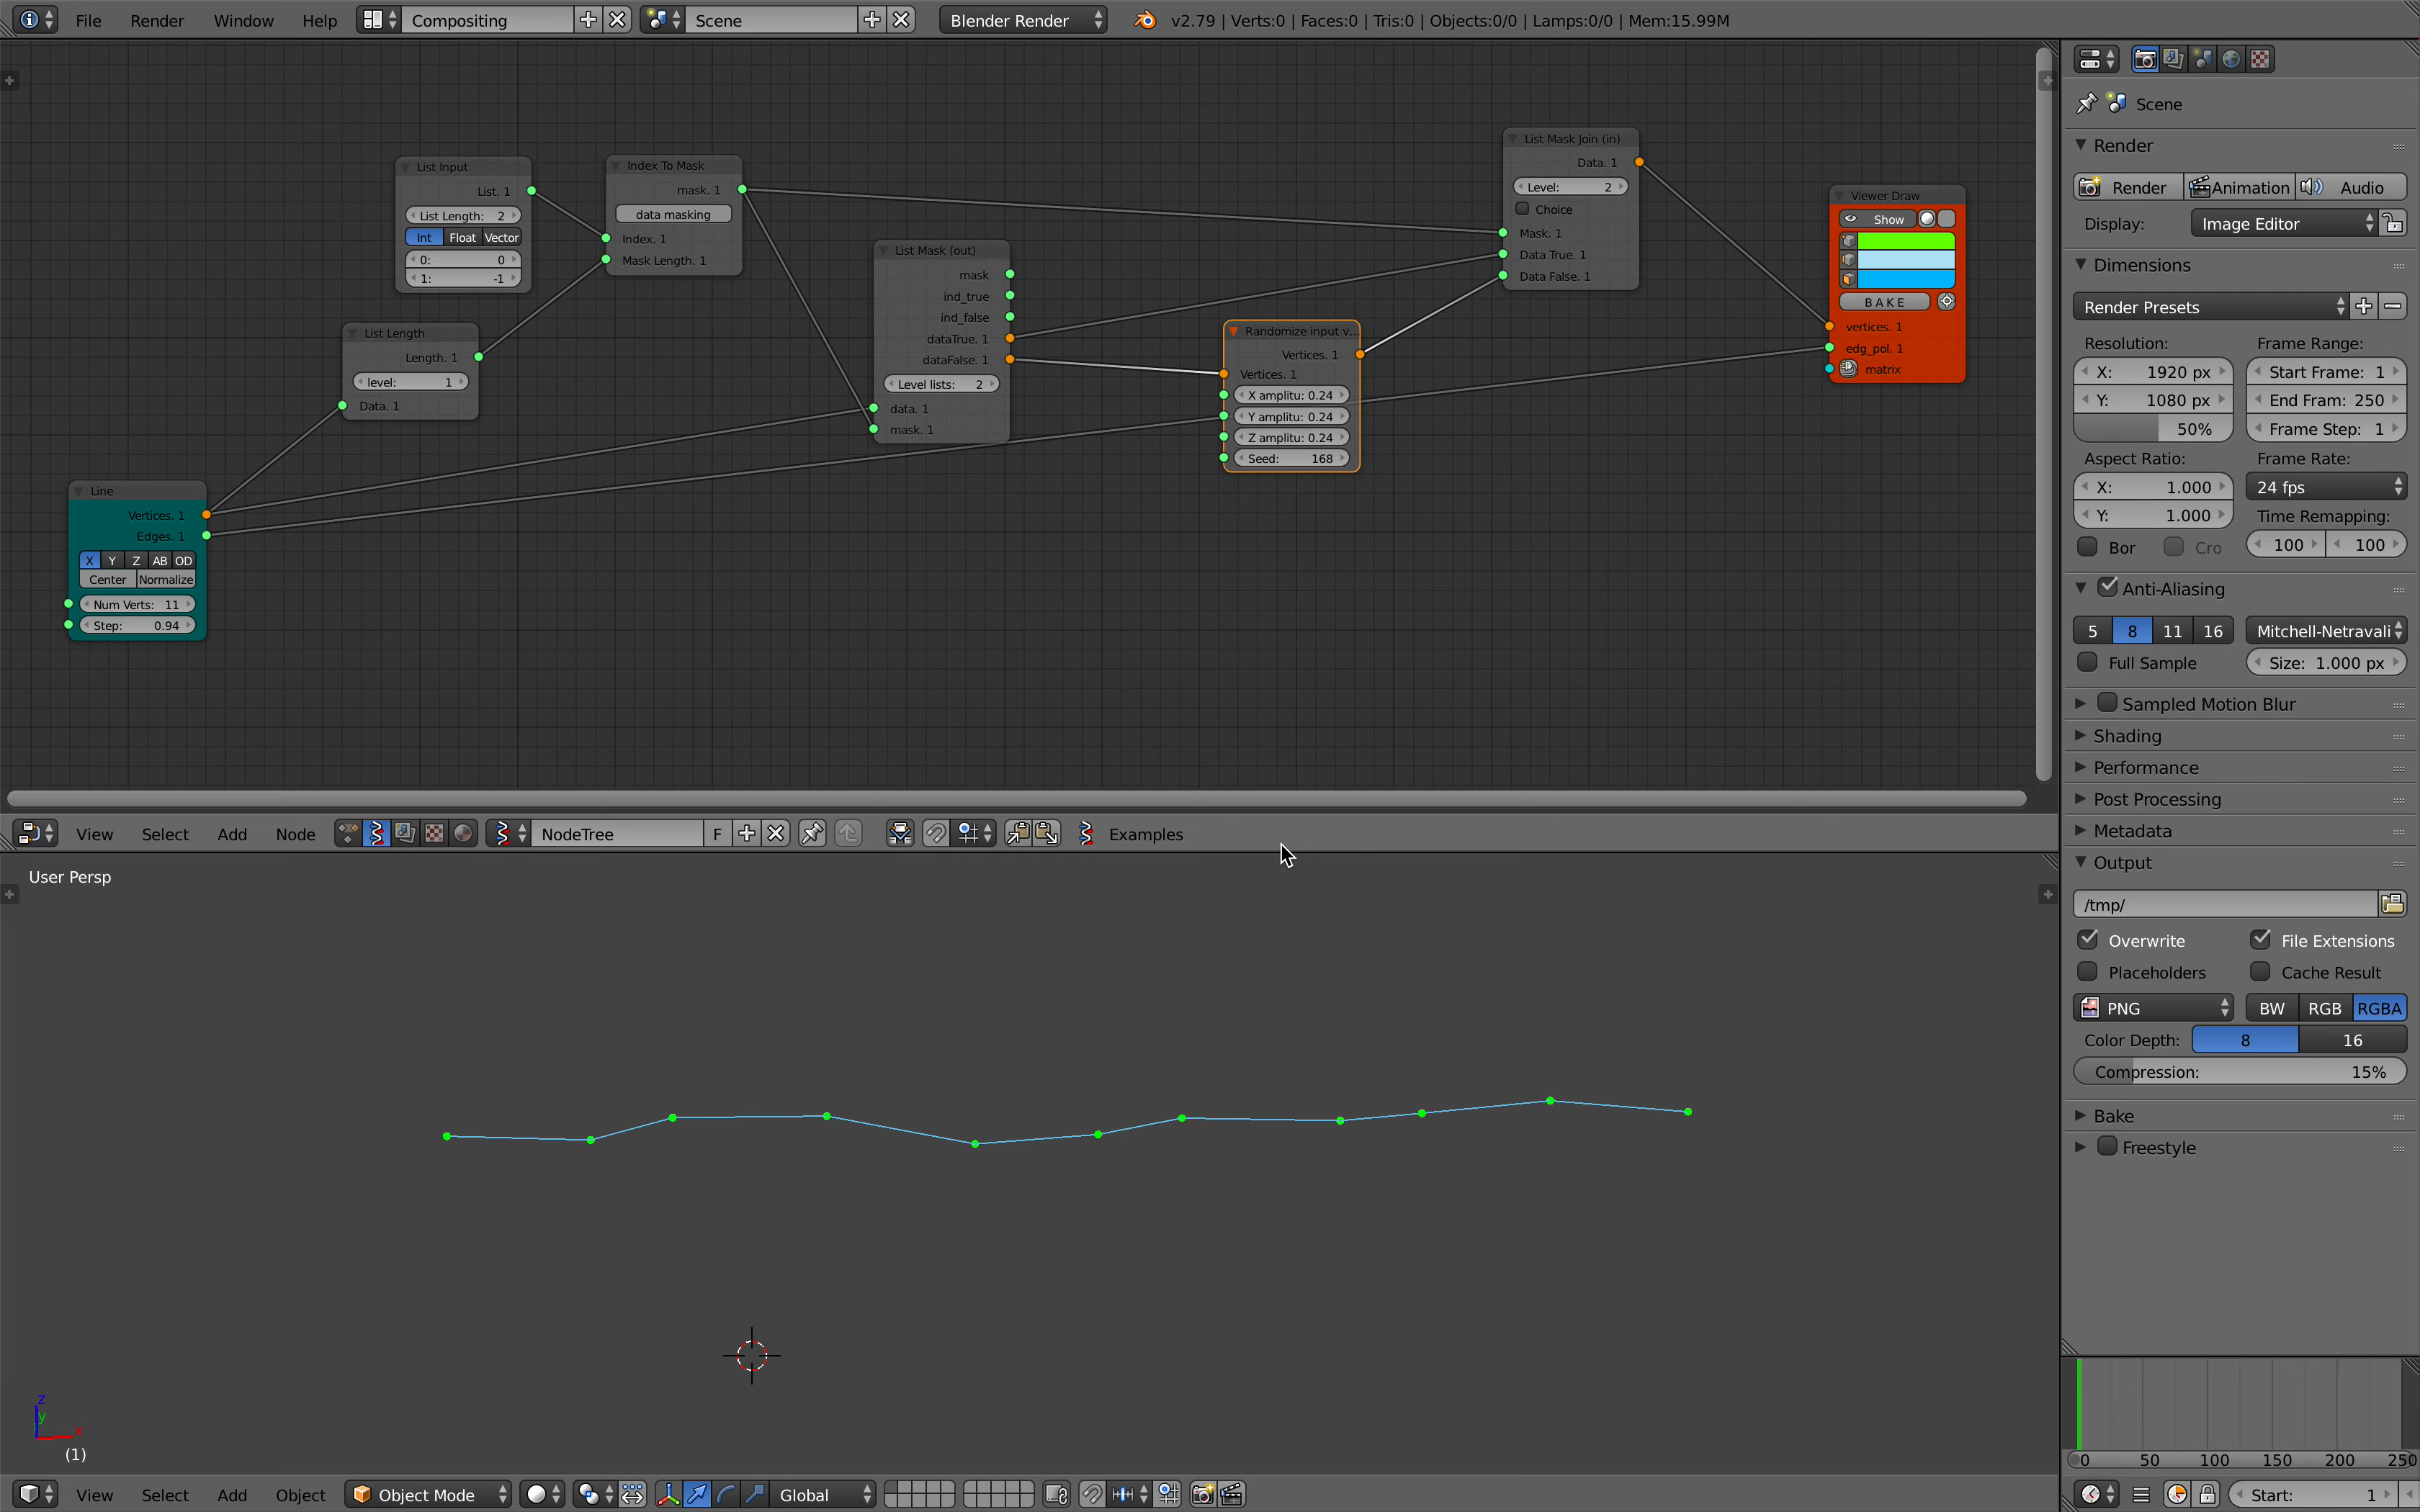 File Render Window Help Compositing Scene Blender Render v2.79 | Verts:0 | Faces:0 | Tris:0 | Objects:0/0 | Lamps:0/0 | Mem:15.99M
List Input
List. 1
List Length: 2
Int Float Vector
0: 0
1: -1
Index To Mask
mask. 1
data masking
Index. 1
Mask Length. 1
List Length
Length. 1
level: 1
Data. 1
Line
Vertices. 1
Edges. 1
X Y Z AB OD
Center Normalize
Num Verts: 11
Step: 0.94
List Mask (out)
mask
ind_true
ind_false
dataTrue. 1
dataFalse. 1
Level lists: 2
data. 1
mask. 1
Randomize input v...
Vertices. 1
Vertices. 1
X amplitu: 0.24
Y amplitu: 0.24
Z amplitu: 0.24
Seed: 168
List Mask Join (in)
Data. 1
Level: 2
Choice
Mask. 1
Data True. 1
Data False. 1
Viewer Draw
Show
B A K E
vertices. 1
edg_pol. 1
matrix
View Select Add Node NodeTree F Examples
User Persp
z
y
x
(1)
View Select Add Object Object Mode Global
Scene
Render
Render Animation Audio
Display: Image Editor
Dimensions
Render Presets
Resolution: Frame Range:
X: 1920 px Start Frame: 1
Y: 1080 px End Fram: 250
50% Frame Step: 1
Aspect Ratio: Frame Rate:
X: 1.000 24 fps
Y: 1.000 Time Remapping:
Bor Cro 100 100
Anti-Aliasing
5 8 11 16 Mitchell-Netravali
Full Sample Size: 1.000 px
Sampled Motion Blur
Shading
Performance
Post Processing
Metadata
Output
/tmp/
Overwrite File Extensions
Placeholders Cache Result
PNG BW RGB RGBA
Color Depth: 8 16
Compression: 15%
Bake
Freestyle
0 50 100 150 200 250
Start: 1